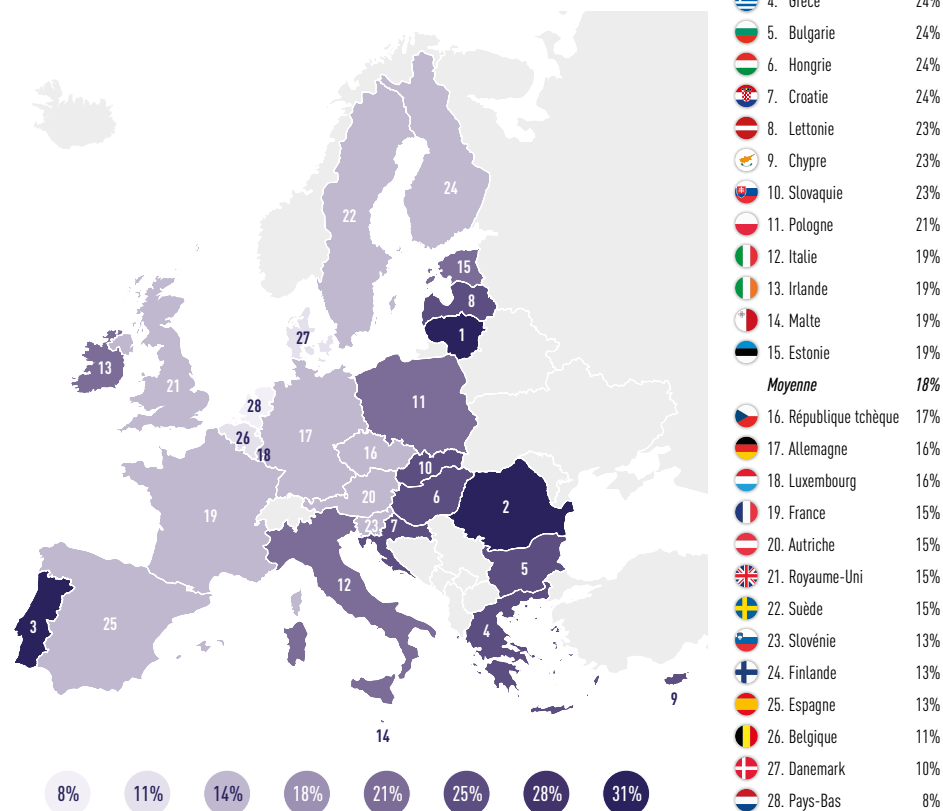 4. Grèce 24%
5. Bulgarie 24%
6. Hongrie 24%
7. Croatie 24%
8. Lettonie 23%
9. Chypre 23%
10. Slovaquie 23%
11. Pologne 21%
12. Italie 19%
13. Irlande 19%
14. Malte 19%
15. Estonie 19%
Moyenne 18%
16. République tchèque 17%
17. Allemagne 16%
18. Luxembourg 16%
19. France 15%
20. Autriche 15%
21. Royaume-Uni 15%
22. Suède 15%
23. Slovénie 13%
24. Finlande 13%
25. Espagne 13%
26. Belgique 11%
27. Danemark 10%
28. Pays-Bas 8%
24
22
15
8
1
27
13
21
11
28
26
18
17
16
10
6
20
2
19
23
7
5
12
25
3
4
9
14
8%
11%
14%
18%
21%
25%
28%
31%